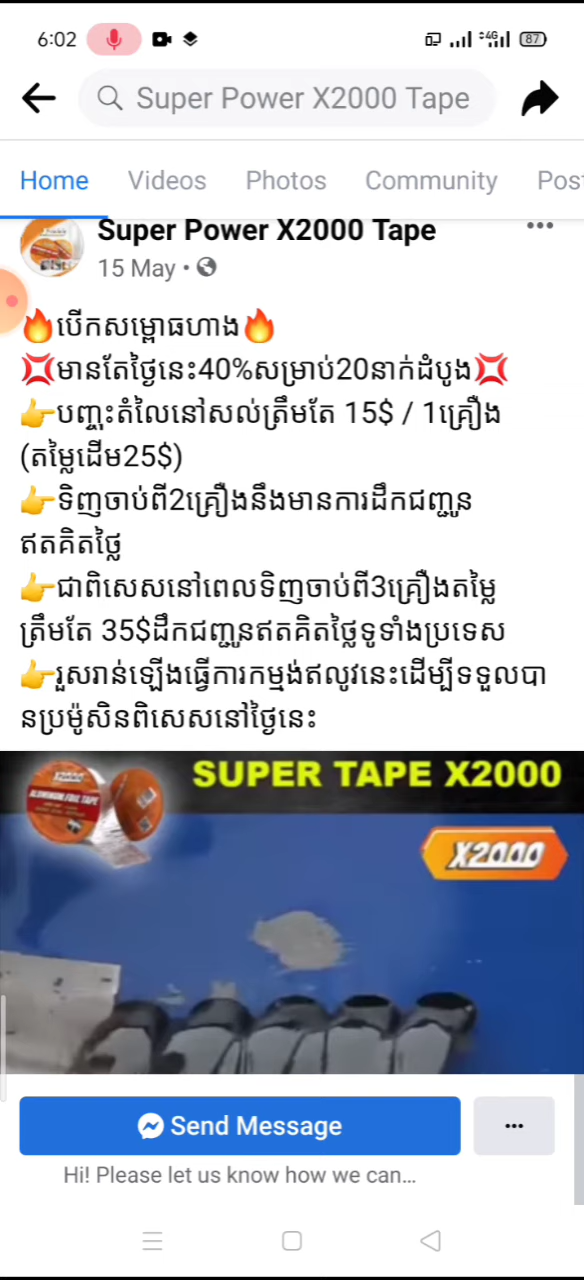 6:02
4G
87
Super Power X2000 Tape
Home Videos Photos Community Pos
Super Power X2000 Tape
15 May
🔥បើកសម្ពោធហាង🔥
💢មានតែថ្ងៃនេះ40%សម្រាប់20នាក់ដំបូង💢
👉បញ្ចុះតំលៃនៅសល់ត្រឹមតែ 15$ / 1គ្រឿង
(តម្លៃដើម25$)
👉ទិញចាប់ពី2គ្រឿងនឹងមានការដឹកជញ្ជូន
ឥតគិតថ្លៃ
👉ជាពិសេសនៅពេលទិញចាប់ពី3គ្រឿងតម្លៃ
ត្រឹមតែ 35$ដឹកជញ្ជូនឥតគិតថ្លៃទូទាំងប្រទេស
👉រួសរាន់ឡើងធ្វើការកម្មង់ឥលូវនេះដើម្បីទទួលបា
នប្រម៉ូសិនពិសេសនៅថ្ងៃនេះ
SUPER TAPE X2000
X2000
ALUMINUM FOIL TAPE
X2000
Send Message
Hi! Please let us know how we can...